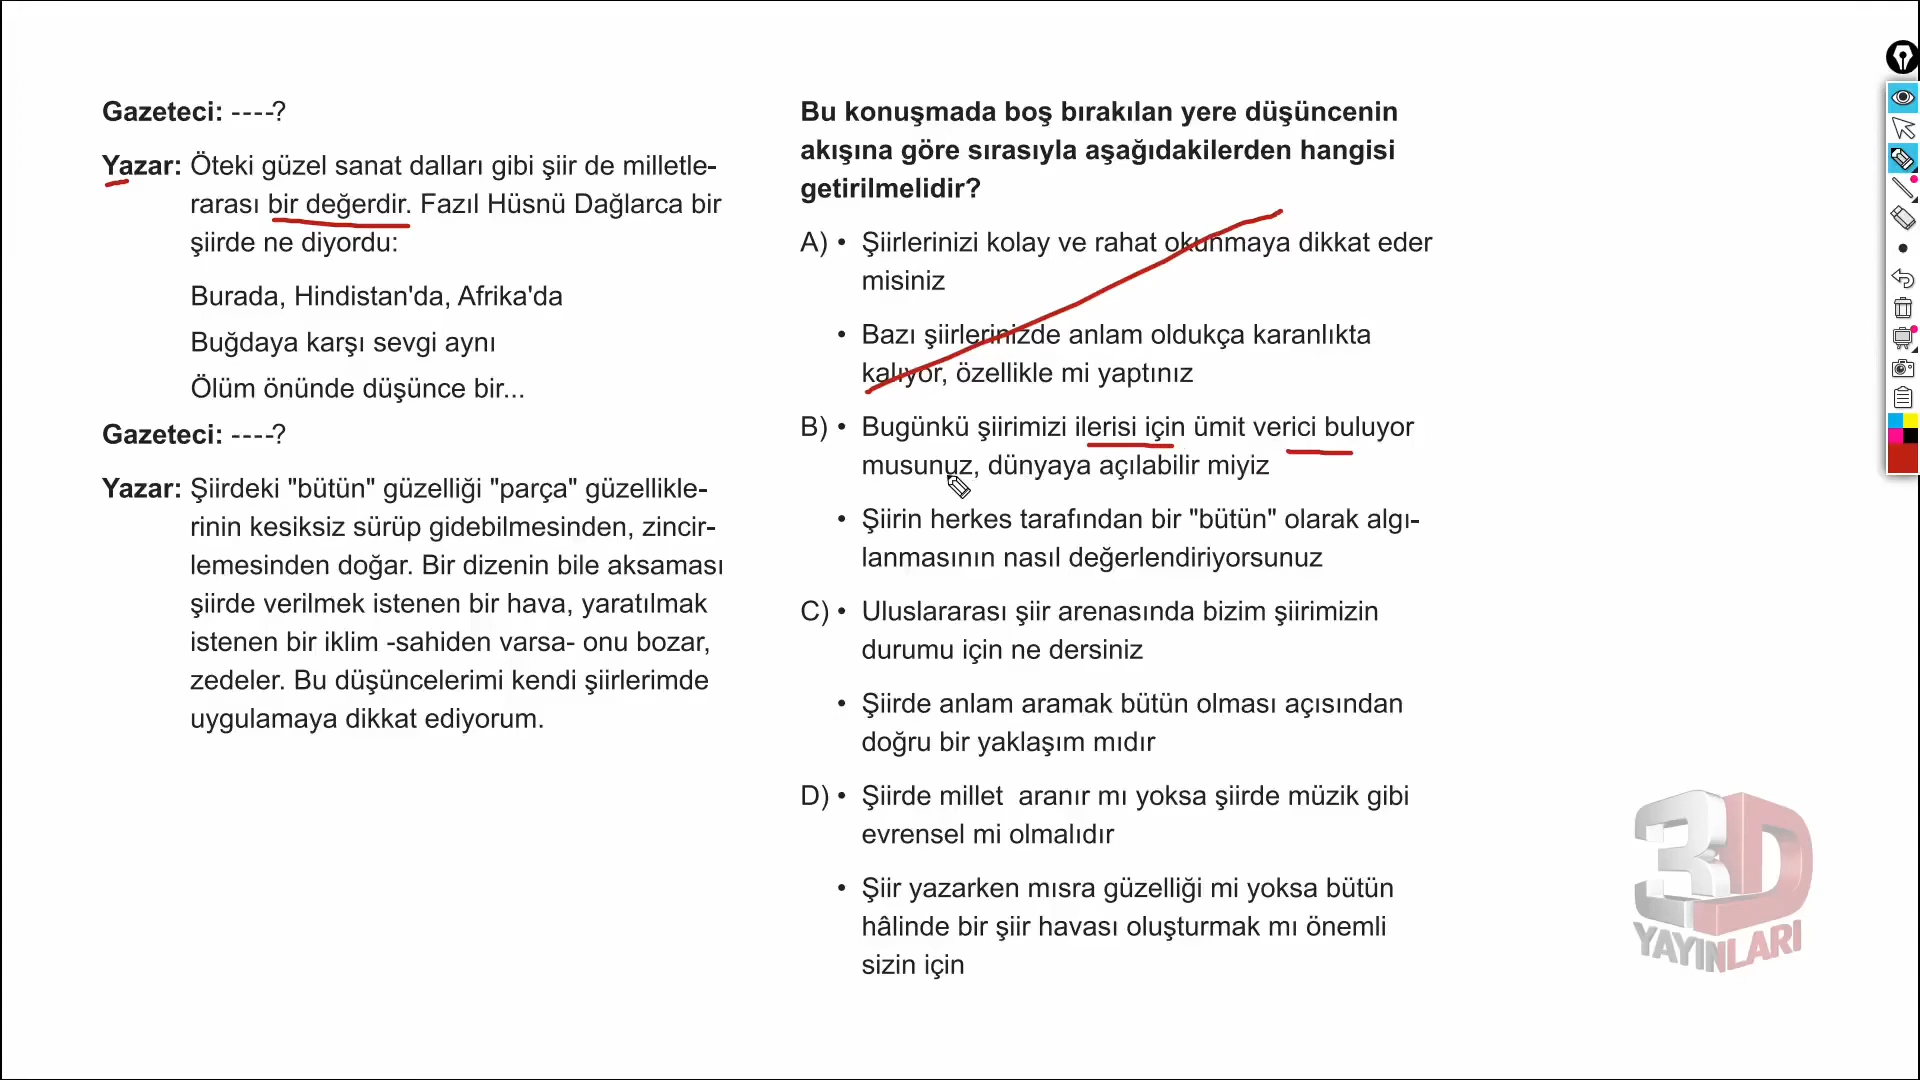 Gazeteci: ----?
Yazar: Öteki güzel sanat dalları gibi şiir de milletle-
rarası bir değerdir. Fazıl Hüsnü Dağlarca bir
şiirde ne diyordu:
Burada, Hindistan'da, Afrika'da
Buğdaya karşı sevgi aynı
Ölüm önünde düşünce bir...
Gazeteci: ----?
Yazar: Şiirdeki "bütün" güzelliği "parça" güzellikle-
rinin kesiksiz sürüp gidebilmesinden, zincir-
lemesinden doğar. Bir dizenin bile aksaması
şiirde verilmek istenen bir hava, yaratılmak
istenen bir iklim -sahiden varsa- onu bozar,
zedeler. Bu düşüncelerimi kendi şiirlerimde
uygulamaya dikkat ediyorum.
Bu konuşmada boş bırakılan yere düşüncenin
akışına göre sırasıyla aşağıdakilerden hangisi
getirilmelidir?
A) • Şiirlerinizi kolay ve rahat okunmaya dikkat eder
misiniz
• Bazı şiirlerinizde anlam oldukça karanlıkta
kalıyor, özellikle mi yaptınız
B) • Bugünkü şiirimizi ilerisi için ümit verici buluyor
musunuz, dünyaya açılabilir miyiz
• Şiirin herkes tarafından bir "bütün" olarak algı-
lanmasının nasıl değerlendiriyorsunuz
C) • Uluslararası şiir arenasında bizim şiirimizin
durumu için ne dersiniz
• Şiirde anlam aramak bütün olması açısından
doğru bir yaklaşım mıdır
D) • Şiirde millet  aranır mı yoksa şiirde müzik gibi
evrensel mi olmalıdır
• Şiir yazarken mısra güzelliği mi yoksa bütün
hâlinde bir şiir havası oluşturmak mı önemli
sizin için
3D
YAYINLARI